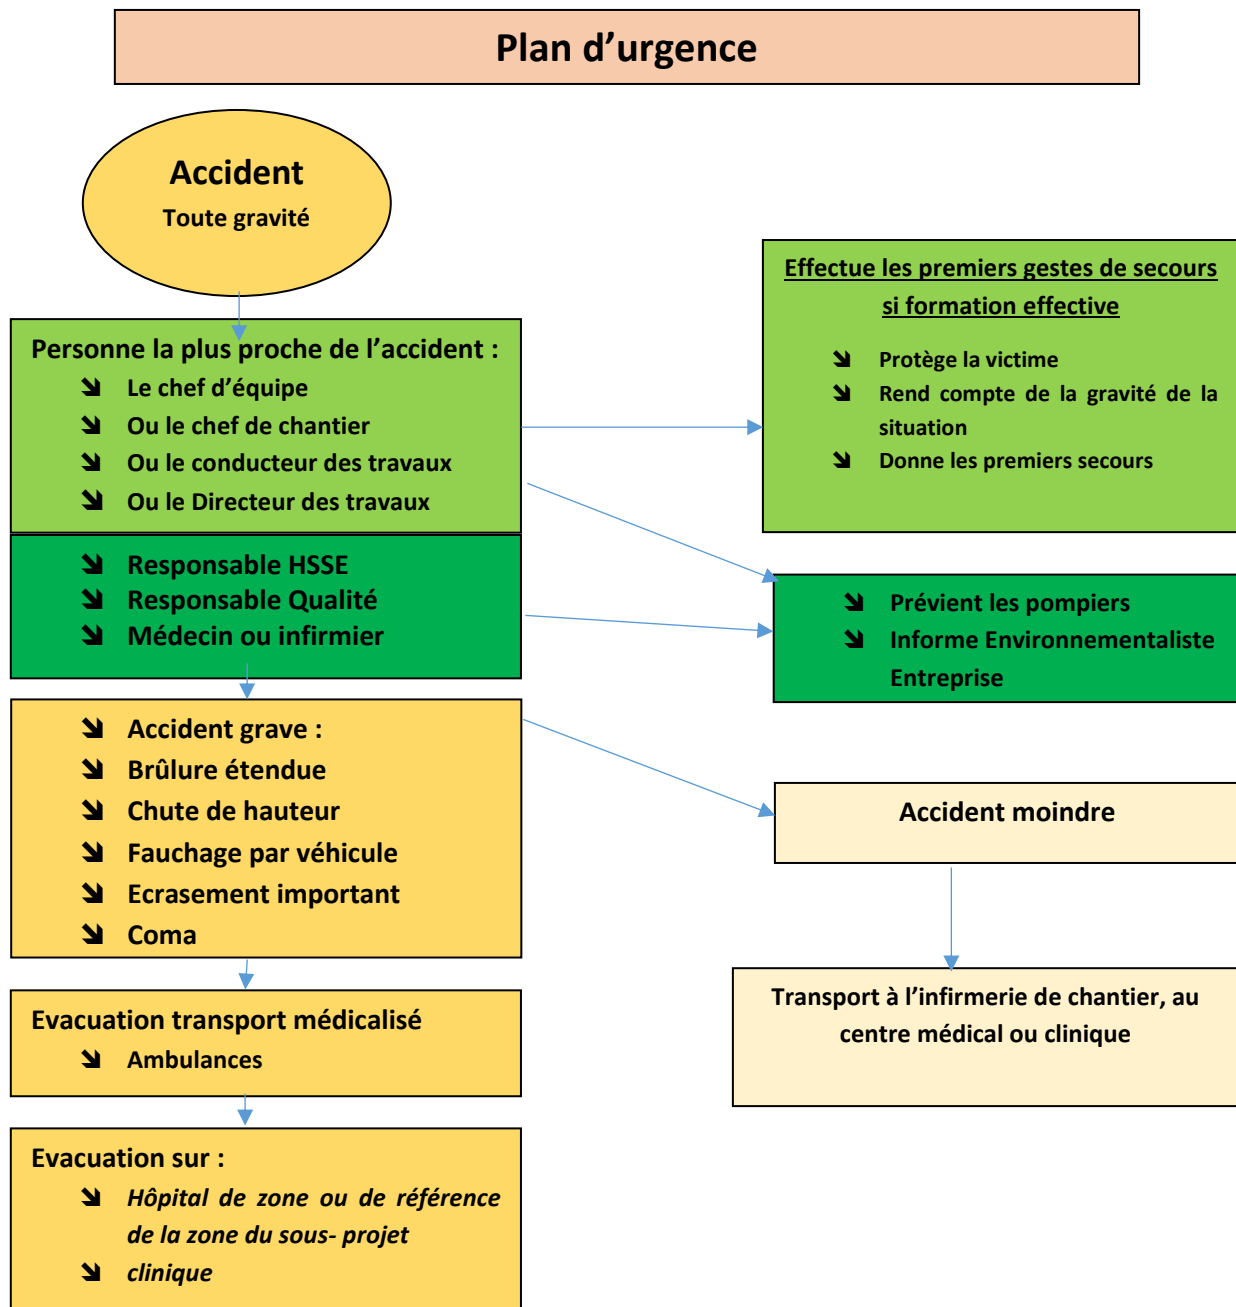 Plan d’urgence
Accident
Toute gravité
Personne la plus proche de l’accident :
Le chef d’équipe
Ou le chef de chantier
Ou le conducteur des travaux
Ou le Directeur des travaux
Effectue les premiers gestes de secours
si formation effective
Protège la victime
Rend compte de la gravité de la
situation
Donne les premiers secours
Responsable HSSE
Responsable Qualité
Médecin ou infirmier
Prévient les pompiers
Informe Environnementaliste
Entreprise
Accident grave :
Brûlure étendue
Chute de hauteur
Fauchage par véhicule
Ecrasement important
Coma
Accident moindre
Transport à l’infirmerie de chantier, au
centre médical ou clinique
Evacuation transport médicalisé
Ambulances
Evacuation sur :
Hôpital de zone ou de référence
de la zone du sous- projet
clinique